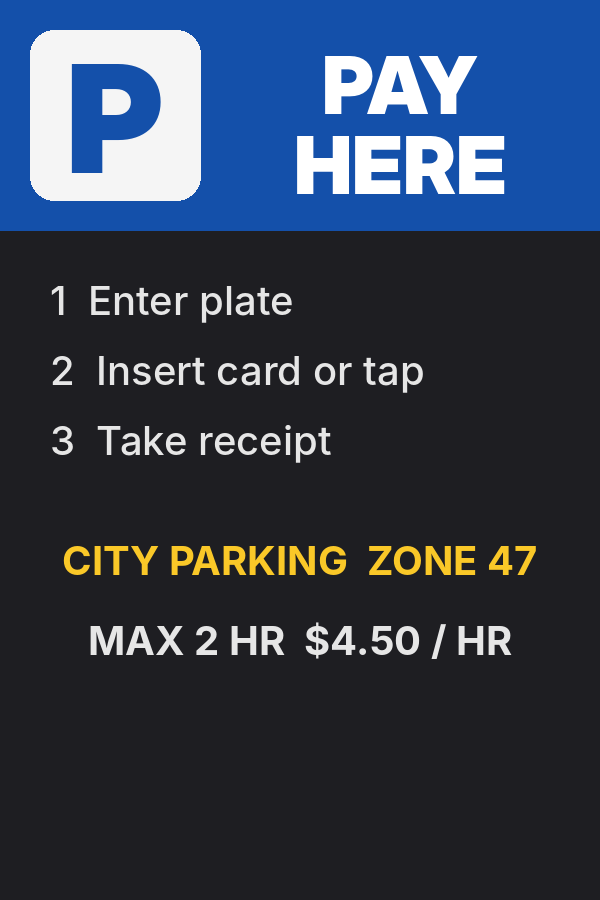 P
PAY
HERE
1 Enter plate
2 Insert card or tap
3 Take receipt
CITY PARKING ZONE 47
MAX 2 HR $4.50 / HR